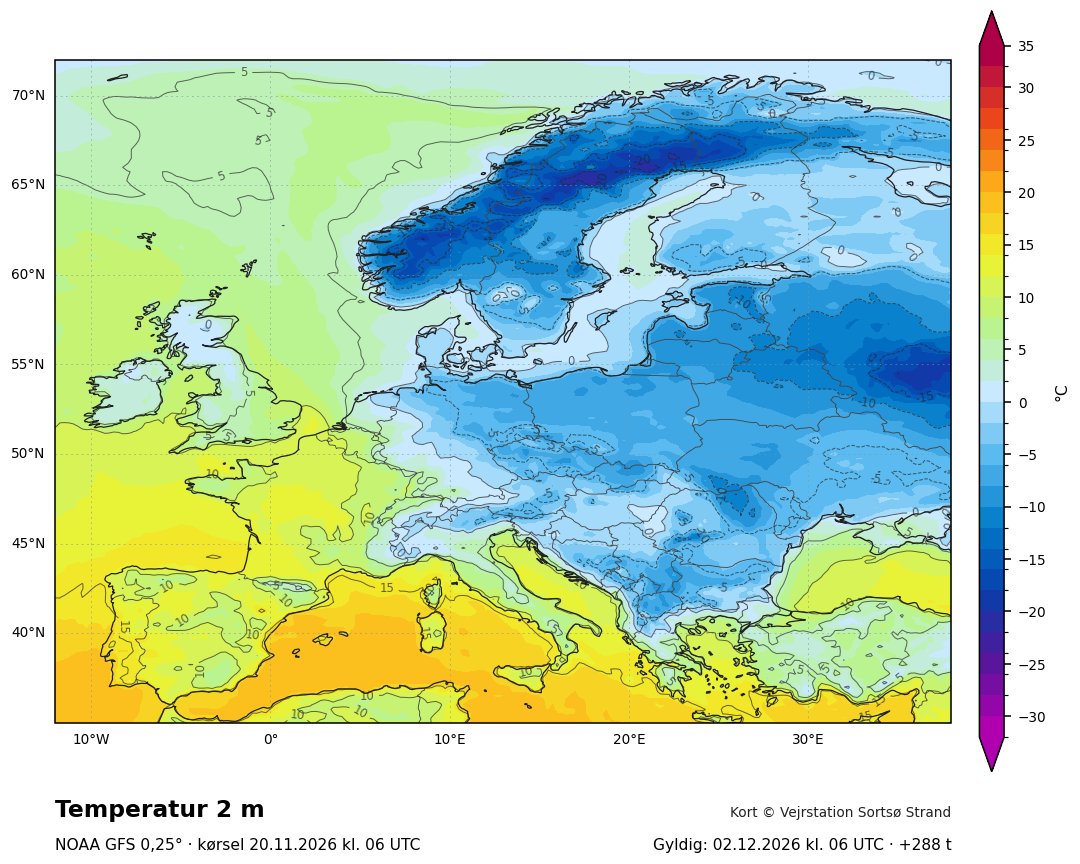 70°N
65°N
60°N
55°N
50°N
45°N
40°N
10°W 0° 10°E 20°E 30°E
35
30
25
20
15
10
5
0
−5
−10
−15
−20
−25
−30
°C
Temperatur 2 m
Kort © Vejrstation Sortsø Strand
NOAA GFS 0,25° · kørsel 20.11.2026 kl. 06 UTC
Gyldig: 02.12.2026 kl. 06 UTC · +288 t